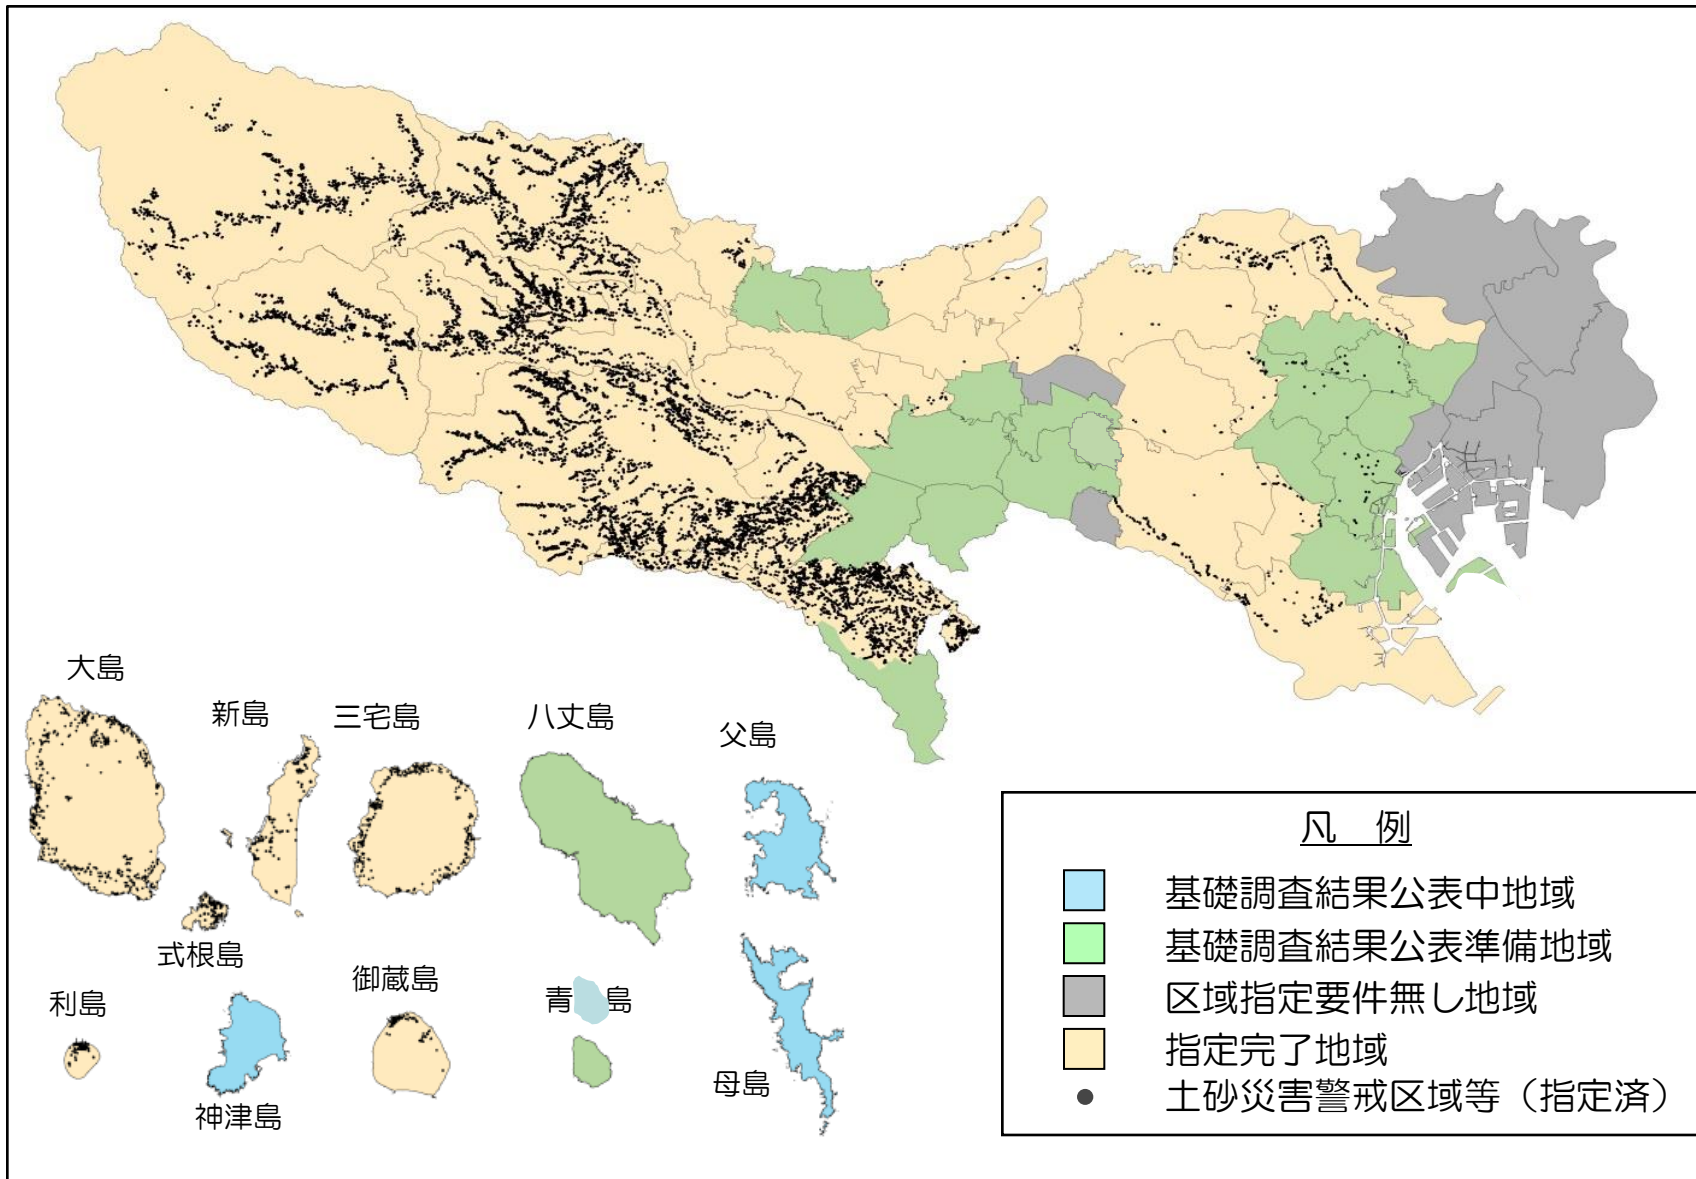 大島
新島
三宅島
八丈島
父島
式根島
利島
神津島
御蔵島
青 島
母島
凡 例
基礎調査結果公表中地域
基礎調査結果公表準備地域
区域指定要件無し地域
指定完了地域
土砂災害警戒区域等（指定済）